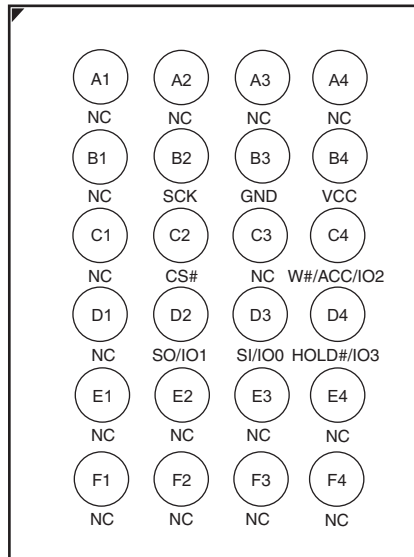 A1 A2 A3 A4
NC NC NC NC
B1 B2 B3 B4
NC SCK GND VCC
C1 C2 C3 C4
NC CS# NC W#/ACC/IO2
D1 D2 D3 D4
NC SO/IO1 SI/IO0 HOLD#/IO3
E1 E2 E3 E4
NC NC NC NC
F1 F2 F3 F4
NC NC NC NC